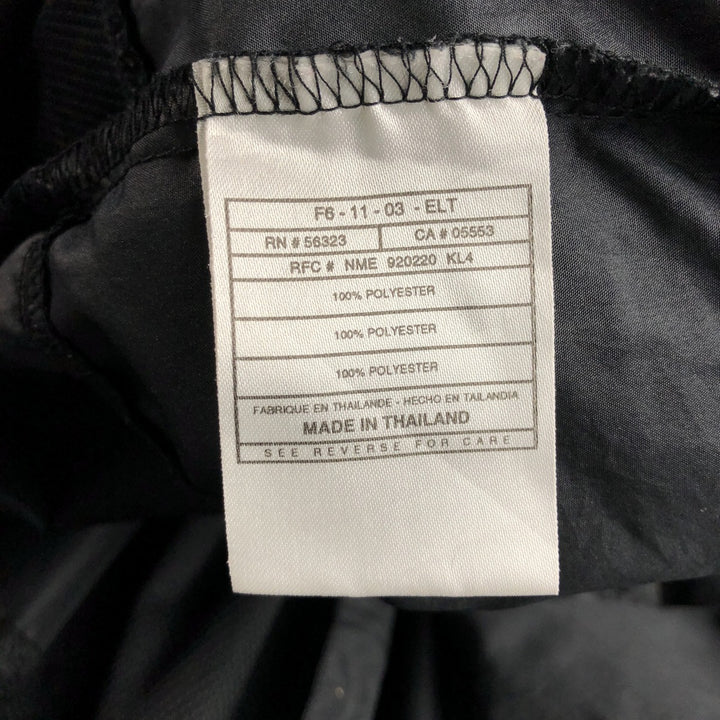 F6 - 11 - 03 - ELT
RN # 56323 CA # 05553
RFC # NME 920220 KL4
100% POLYESTER
100% POLYESTER
100% POLYESTER
FABRIQUE EN THAILANDE - HECHO EN TAILANDIA
MADE IN THAILAND
SEE REVERSE FOR CARE